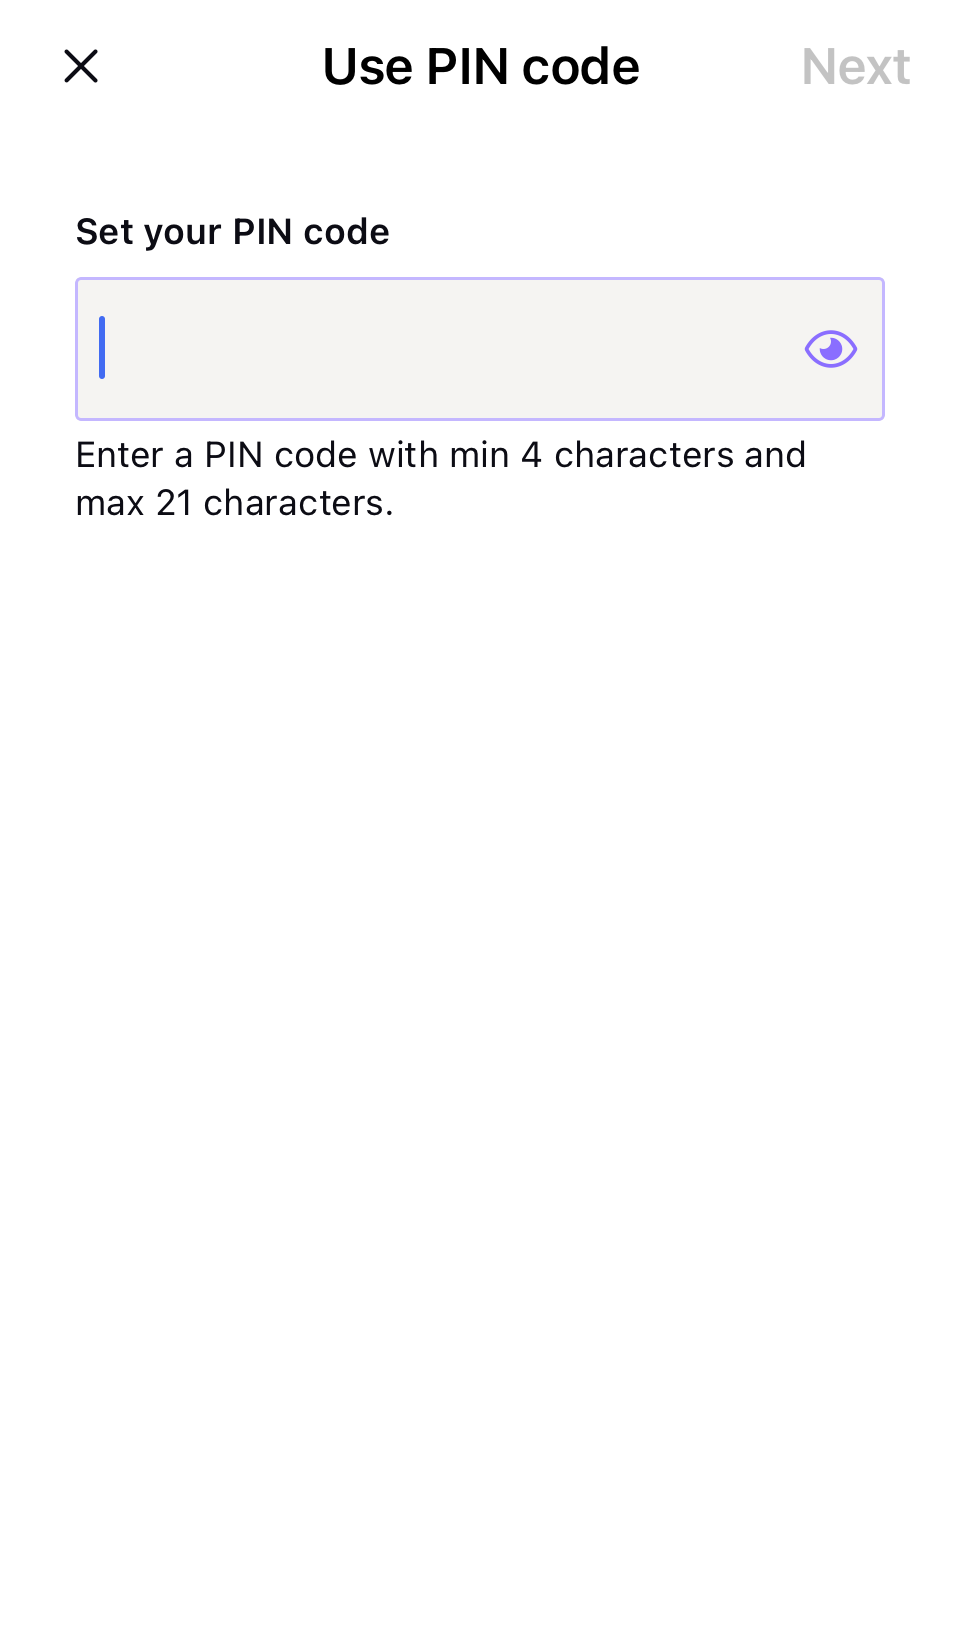 Use PIN code
Next
Set your PIN code
Enter a PIN code with min 4 characters and
max 21 characters.